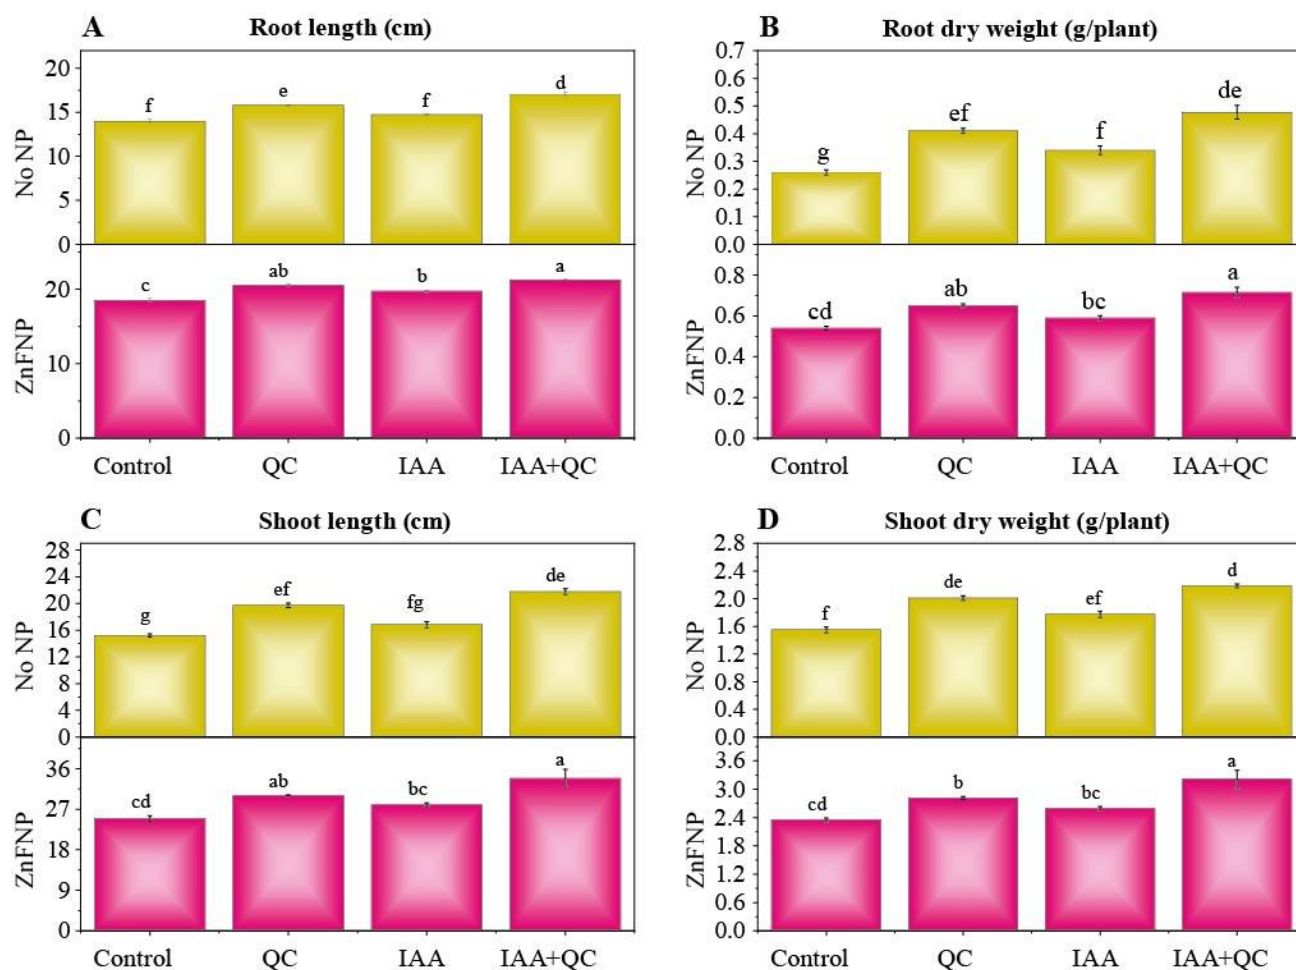 A Root length (cm)
No NP
20
15
10
5
0
f e f d
ZnFNP
20
10
0
c ab b a
Control QC IAA IAA+QC
B Root dry weight (g/plant)
No NP
0.7
0.6
0.5
0.4
0.3
0.2
0.1
0.0
g ef f de
ZnFNP
0.8
0.6
0.4
0.2
0.0
cd ab bc a
Control QC IAA IAA+QC
C Shoot length (cm)
No NP
28
24
20
16
12
8
4
0
g ef fg de
ZnFNP
36
27
18
9
0
cd ab bc a
Control QC IAA IAA+QC
D Shoot dry weight (g/plant)
No NP
2.8
2.4
2.0
1.6
1.2
0.8
0.4
0.0
f de ef d
ZnFNP
3.6
3.0
2.4
1.8
1.2
0.6
0.0
cd b bc a
Control QC IAA IAA+QC